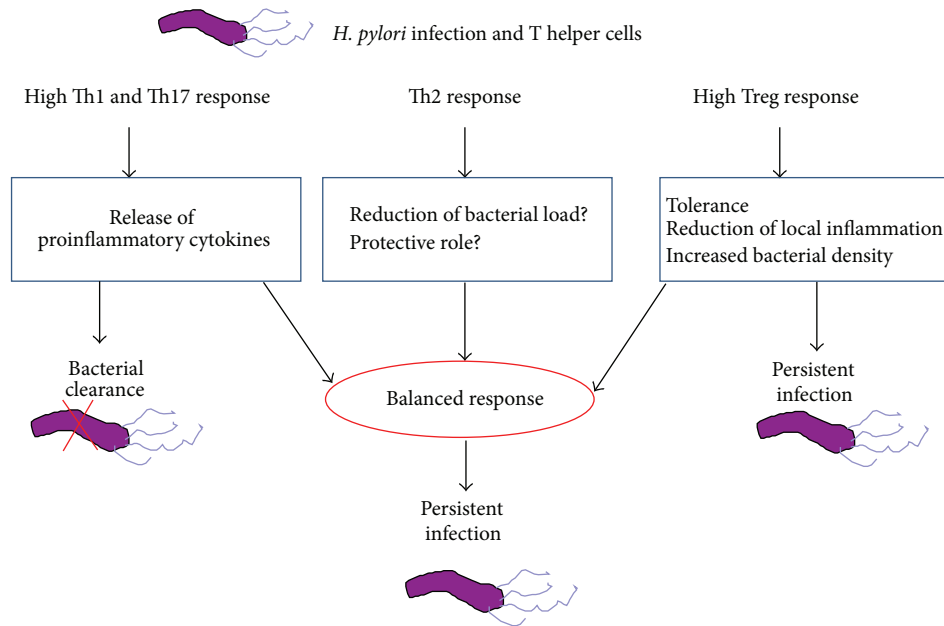 H. pylori infection and T helper cells
High Th1 and Th17 response
Th2 response
High Treg response
Release of
proinflammatory cytokines
Reduction of bacterial load?
Protective role?
Tolerance
Reduction of local inflammation
Increased bacterial density
Bacterial
clearance
Balanced response
Persistent
infection
Persistent
infection